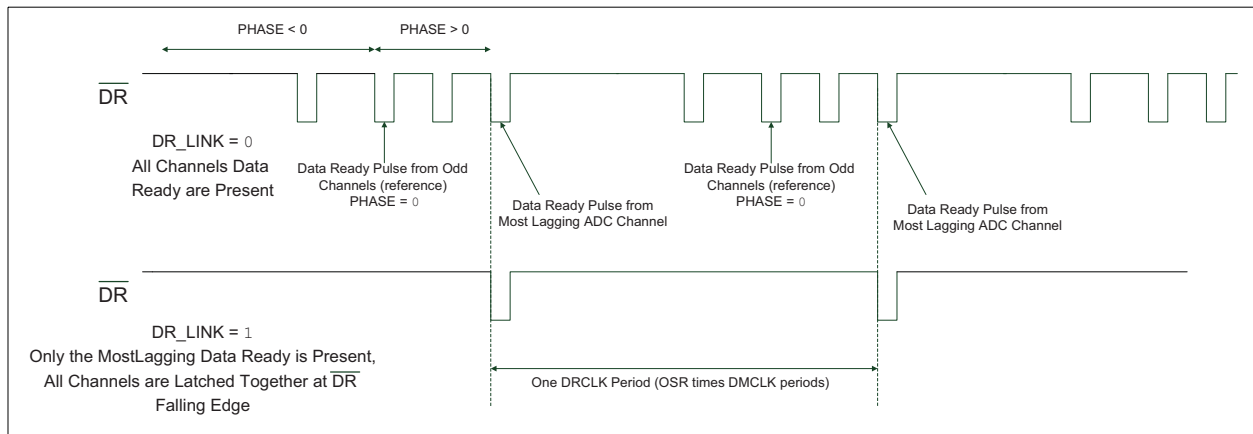 PHASE < 0
PHASE > 0
DR
DR_LINK = 0
All Channels Data
Ready are Present
Data Ready Pulse from Odd
Channels (reference)
PHASE = 0
Data Ready Pulse from
Most Lagging ADC Channel
Data Ready Pulse from Odd
Channels (reference)
PHASE = 0
Data Ready Pulse from
Most Lagging ADC Channel
DR
DR_LINK = 1
Only the MostLagging Data Ready is Present,
All Channels are Latched Together at DR
Falling Edge
One DRCLK Period (OSR times DMCLK periods)